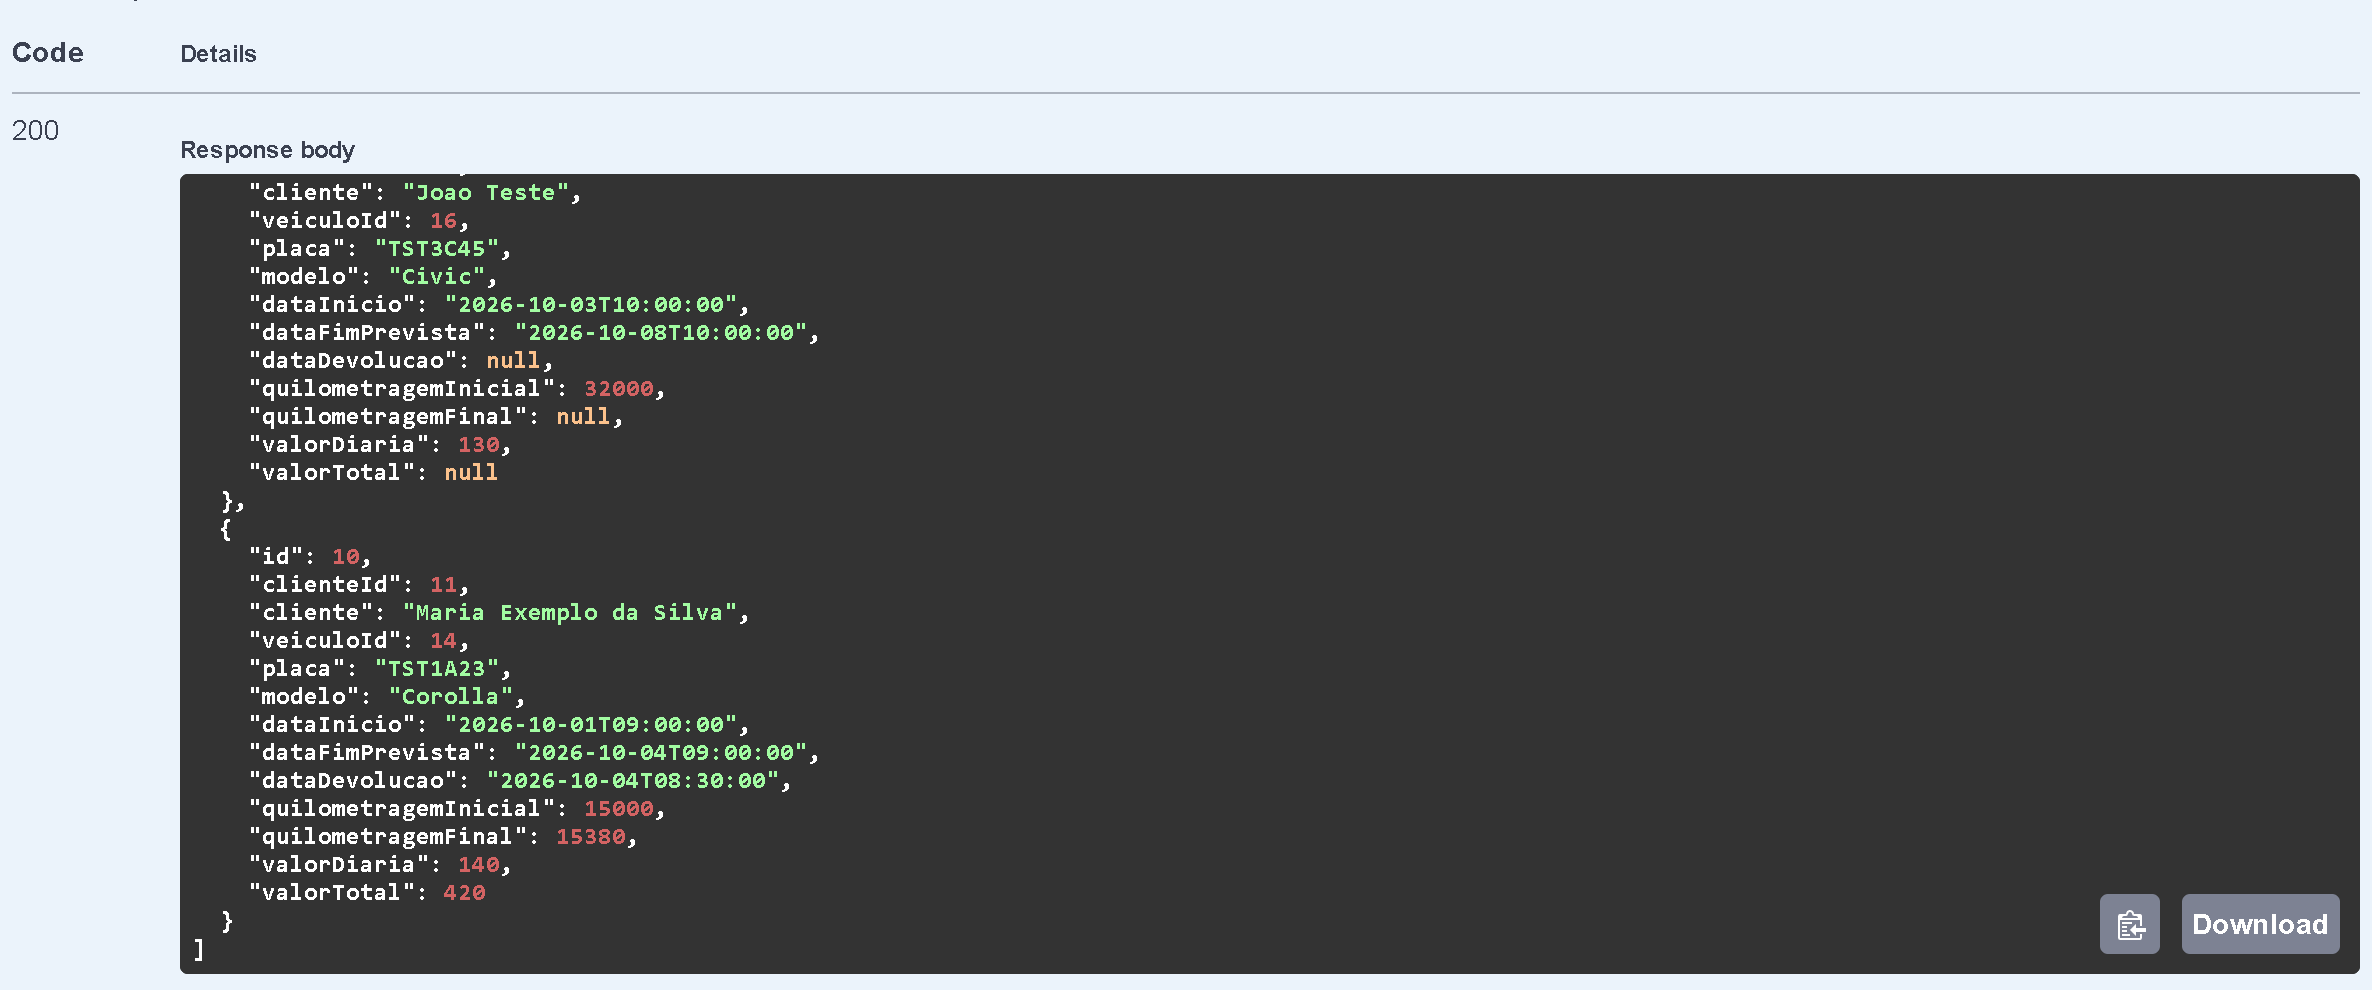 Code Details
200
Response body
"cliente": "Joao Teste",
"veiculoId": 16,
"placa": "TST3C45",
"modelo": "Civic",
"dataInicio": "2026-10-03T10:00:00",
"dataFimPrevista": "2026-10-08T10:00:00",
"dataDevolucao": null,
"quilometragemInicial": 32000,
"quilometragemFinal": null,
"valorDiaria": 130,
"valorTotal": null
},
{
"id": 10,
"clienteId": 11,
"cliente": "Maria Exemplo da Silva",
"veiculoId": 14,
"placa": "TST1A23",
"modelo": "Corolla",
"dataInicio": "2026-10-01T09:00:00",
"dataFimPrevista": "2026-10-04T09:00:00",
"dataDevolucao": "2026-10-04T08:30:00",
"quilometragemInicial": 15000,
"quilometragemFinal": 15380,
"valorDiaria": 140,
"valorTotal": 420
}
]
Download